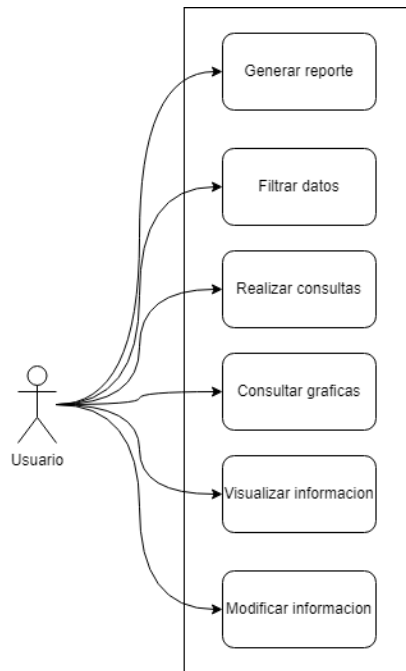 Generar reporte
Filtrar datos
Realizar consultas
Consultar graficas
Usuario
Visualizar informacion
Modificar informacion